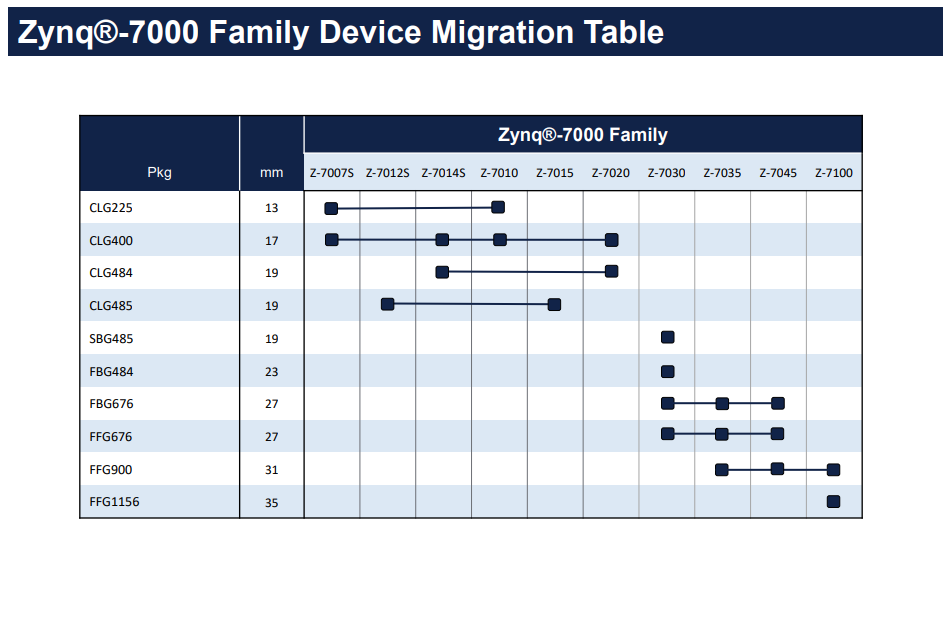 Zynq®-7000 Family Device Migration Table
Zynq®-7000 Family
Pkg mm Z-7007S Z-7012S Z-7014S Z-7010 Z-7015 Z-7020 Z-7030 Z-7035 Z-7045 Z-7100
CLG225 13
CLG400 17
CLG484 19
CLG485 19
SBG485 19
FBG484 23
FBG676 27
FFG676 27
FFG900 31
FFG1156 35